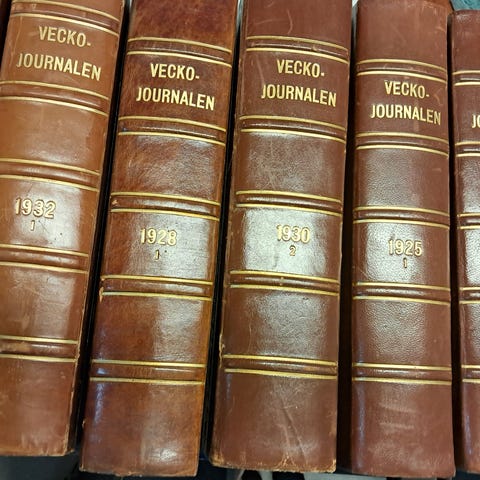 VECKO-
JOURNALEN
1932
1
VECKO-
JOURNALEN
1928
1
VECKO-
JOURNALEN
1930
2
VECKO-
JOURNALEN
1925
1